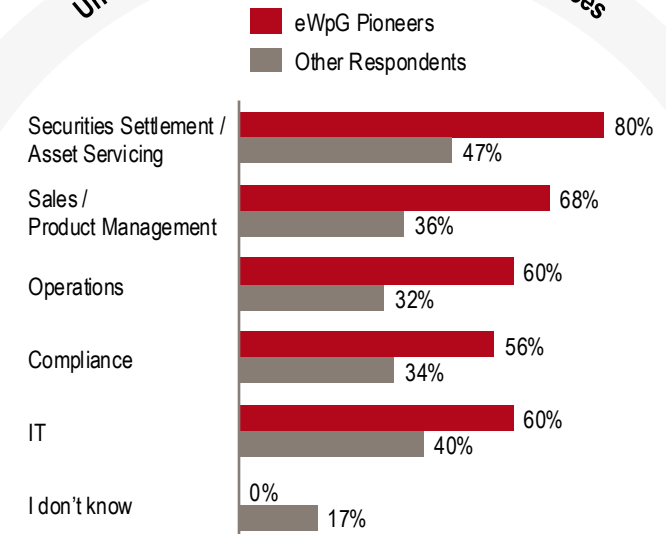 eWpG Pioneers
Other Respondents
Securities Settlement /
Asset Servicing
80%
47%
Sales /
Product Management
68%
36%
Operations
60%
32%
Compliance
56%
34%
IT
60%
40%
I don't know
0%
17%